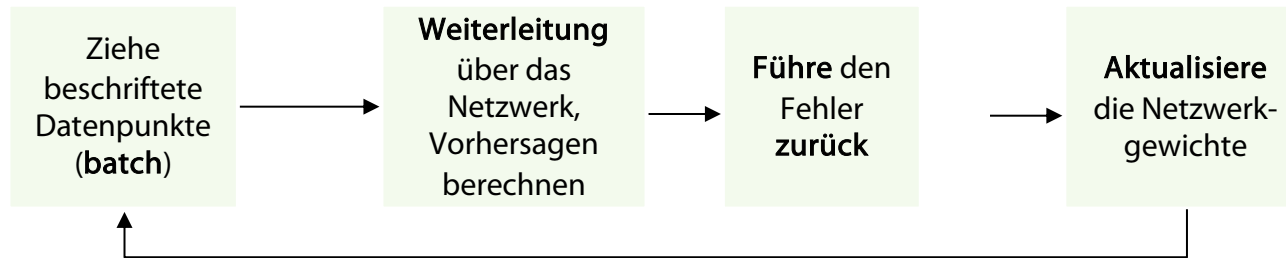 Ziehe
beschriftete
Datenpunkte
(batch)
Weiterleitung
über das
Netzwerk,
Vorhersagen
berechnen
Führe den
Fehler
zurück
Aktualisiere
die Netzwerk-
gewichte